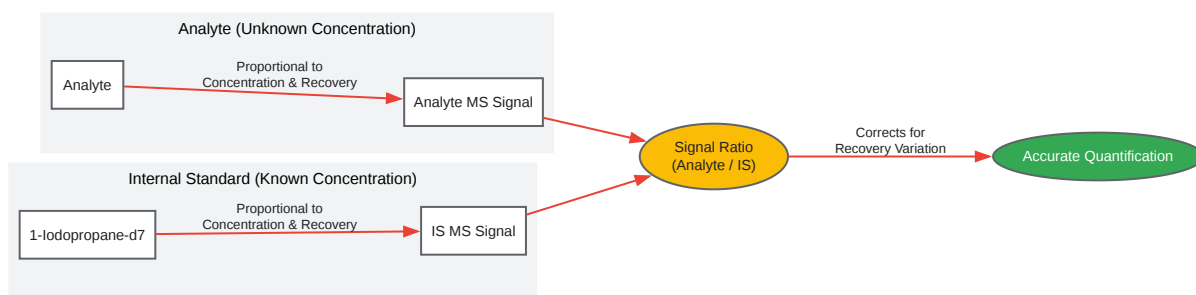 Analyte (Unknown Concentration)
Analyte
Proportional to
Concentration & Recovery
Analyte MS Signal
Internal Standard (Known Concentration)
1-Iodopropane-d7
Proportional to
Concentration & Recovery
IS MS Signal
Signal Ratio
(Analyte / IS)
Corrects for
Recovery Variation
Accurate Quantification